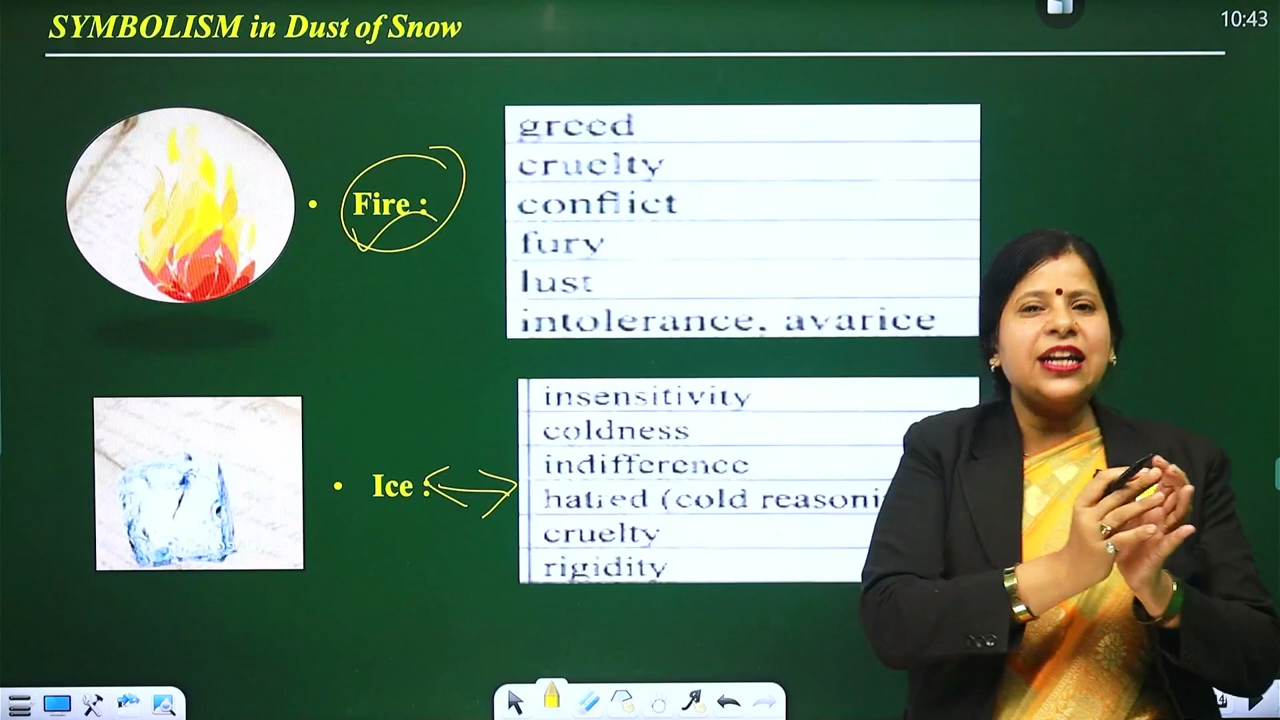 SYMBOLISM in Dust of Snow
10:43
• Fire :
greed
cruelty
conflict
fury
lust
intolerance, avarice
• Ice :
insensitivity
coldness
indifference
hatred (cold reasoni
cruelty
rigidity